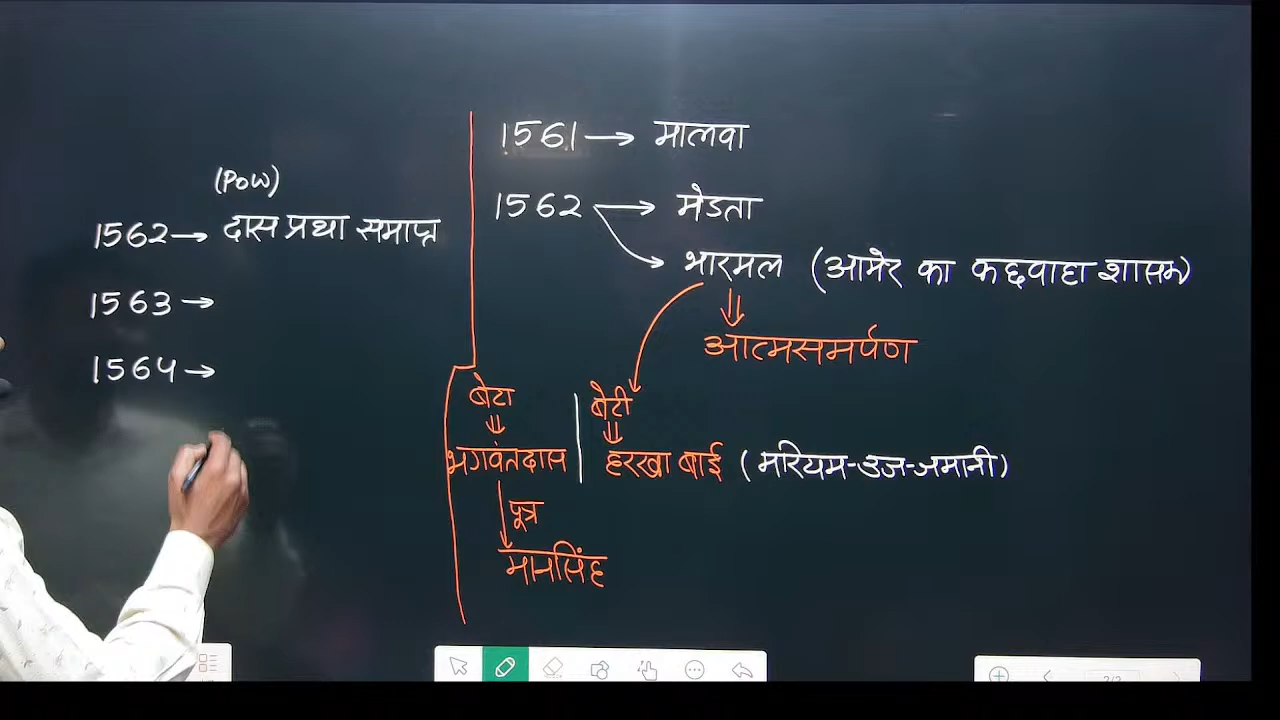 (POW)
1562→ दास प्रथा समाप्त
1563 →
1564 →
1561 → मालवा
1562 → मेडता
→ भारमल (आमेर का कछवाहा शासक)
⇓
आत्मसमर्पण
बेटा | बेटी
⇓ ⇓
भगवंतदास | हरखा बाई (मरियम-उज-जमानी)
पुत्र
मानसिंह